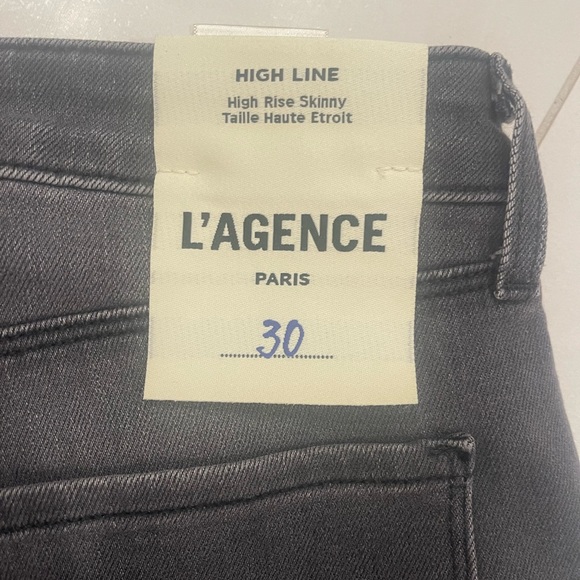 HIGH LINE
High Rise Skinny
Taille Haute Etroit
L'AGENCE
PARIS
30